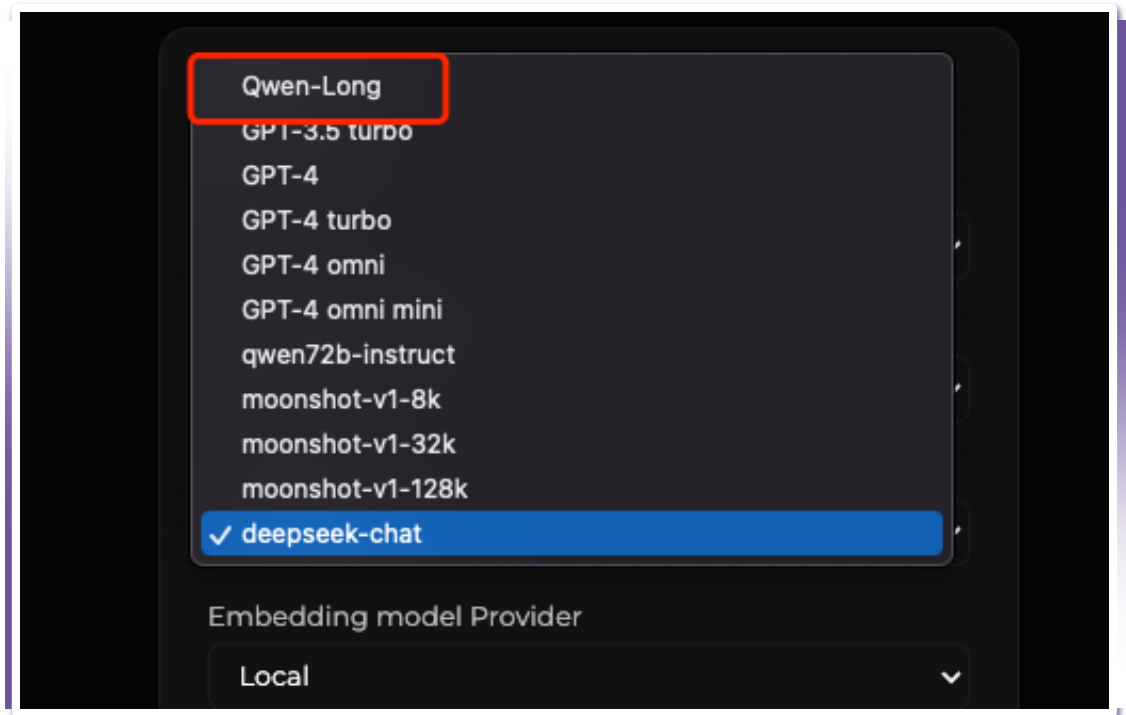 Qwen-Long
GPT-3.5 turbo
GPT-4
GPT-4 turbo
GPT-4 omni
GPT-4 omni mini
qwen72b-instruct
moonshot-v1-8k
moonshot-v1-32k
moonshot-v1-128k
✓ deepseek-chat
Embedding model Provider
Local